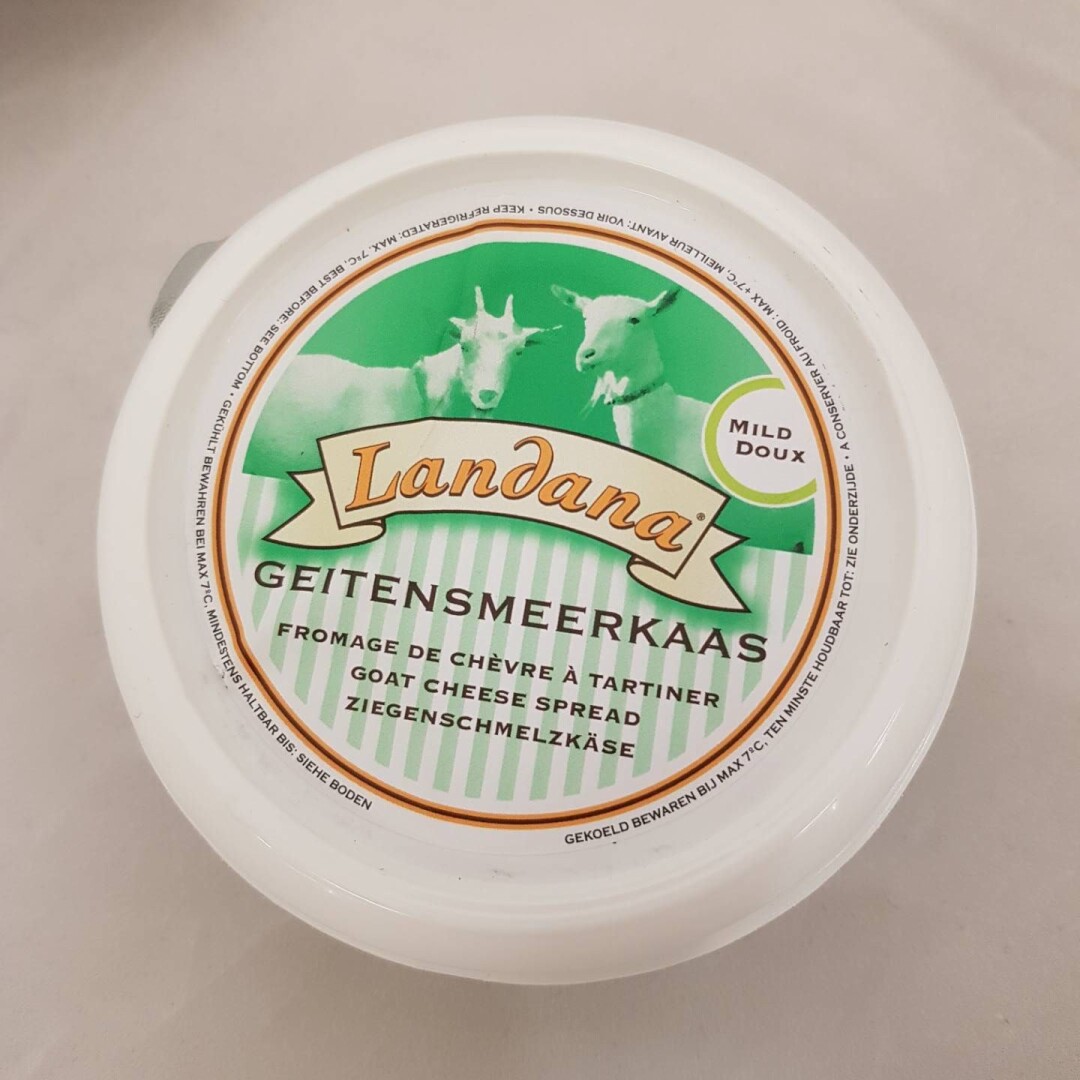 Landana®
MILD
DOUX
GEITENSMEERKAAS
FROMAGE DE CHÈVRE À TARTINER
GOAT CHEESE SPREAD
ZIEGENSCHMELZKÄSE
GEKOELD BEWAREN BIJ MAX 7°C, TEN MINSTE HOUDBAAR TOT: ZIE ONDERZIJDE • A CONSERVER AU FROID : MAX +7°C, MEILLEUR AVANT: VOIR DESSOUS • KEEP REFRIGERATED: MAX. 7°C, BEST BEFORE: SEE BOTTOM • GEKÜHLT BEWAHREN BEI MAX 7°C, MINDESTENS HALTBAR BIS: SIEHE BODEN